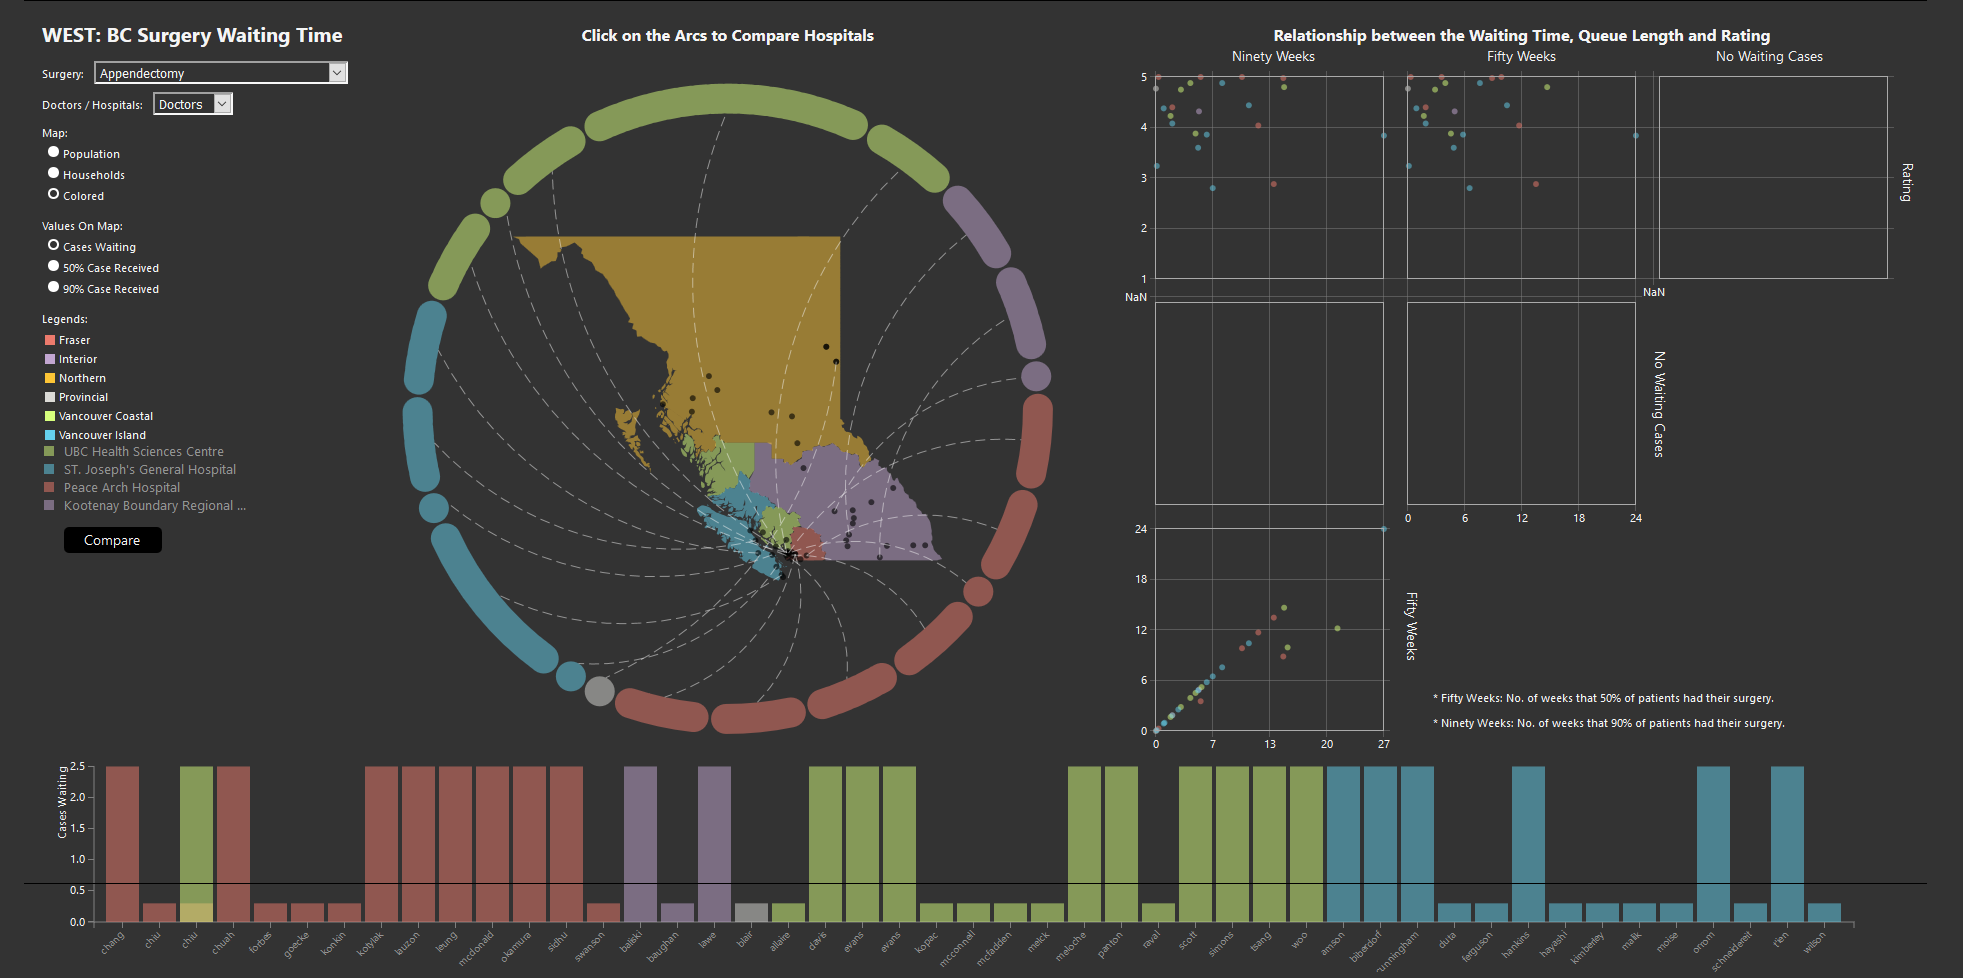 WEST: BC Surgery Waiting Time
Surgery: Appendectomy
Doctors / Hospitals: Doctors
Map:
Population
Households
Colored
Values On Map:
Cases Waiting
50% Case Received
90% Case Received
Legends:
Fraser
Interior
Northern
Provincial
Vancouver Coastal
Vancouver Island
UBC Health Sciences Centre
ST. Joseph's General Hospital
Peace Arch Hospital
Kootenay Boundary Regional ...
Compare
Click on the Arcs to Compare Hospitals
Relationship between the Waiting Time, Queue Length and Rating
Ninety Weeks Fifty Weeks No Waiting Cases
5
4
3
2
1
Rating
NaN
NaN
No Waiting Cases
0 6 12 18 24
24
18
12
6
0
Fifty Weeks
0 7 13 20 27
* Fifty Weeks: No. of weeks that 50% of patients had their surgery.
* Ninety Weeks: No. of weeks that 90% of patients had their surgery.
Cases Waiting
2.5
2.0
1.5
1.0
0.5
0.0
chang chiu chiu chuah forbes goecke konkin kopylak lauzon leung mcdonald okamura sidhu swanson baliski baughan lawe blair allaire davis evans evans kopac mcconnell mcfadden meick meloche panton raval scott simons tsang woo amson biberdorf cunningham duta ferguson hankins hayashi kimberley malik moise orrom schneidereit rien wilson